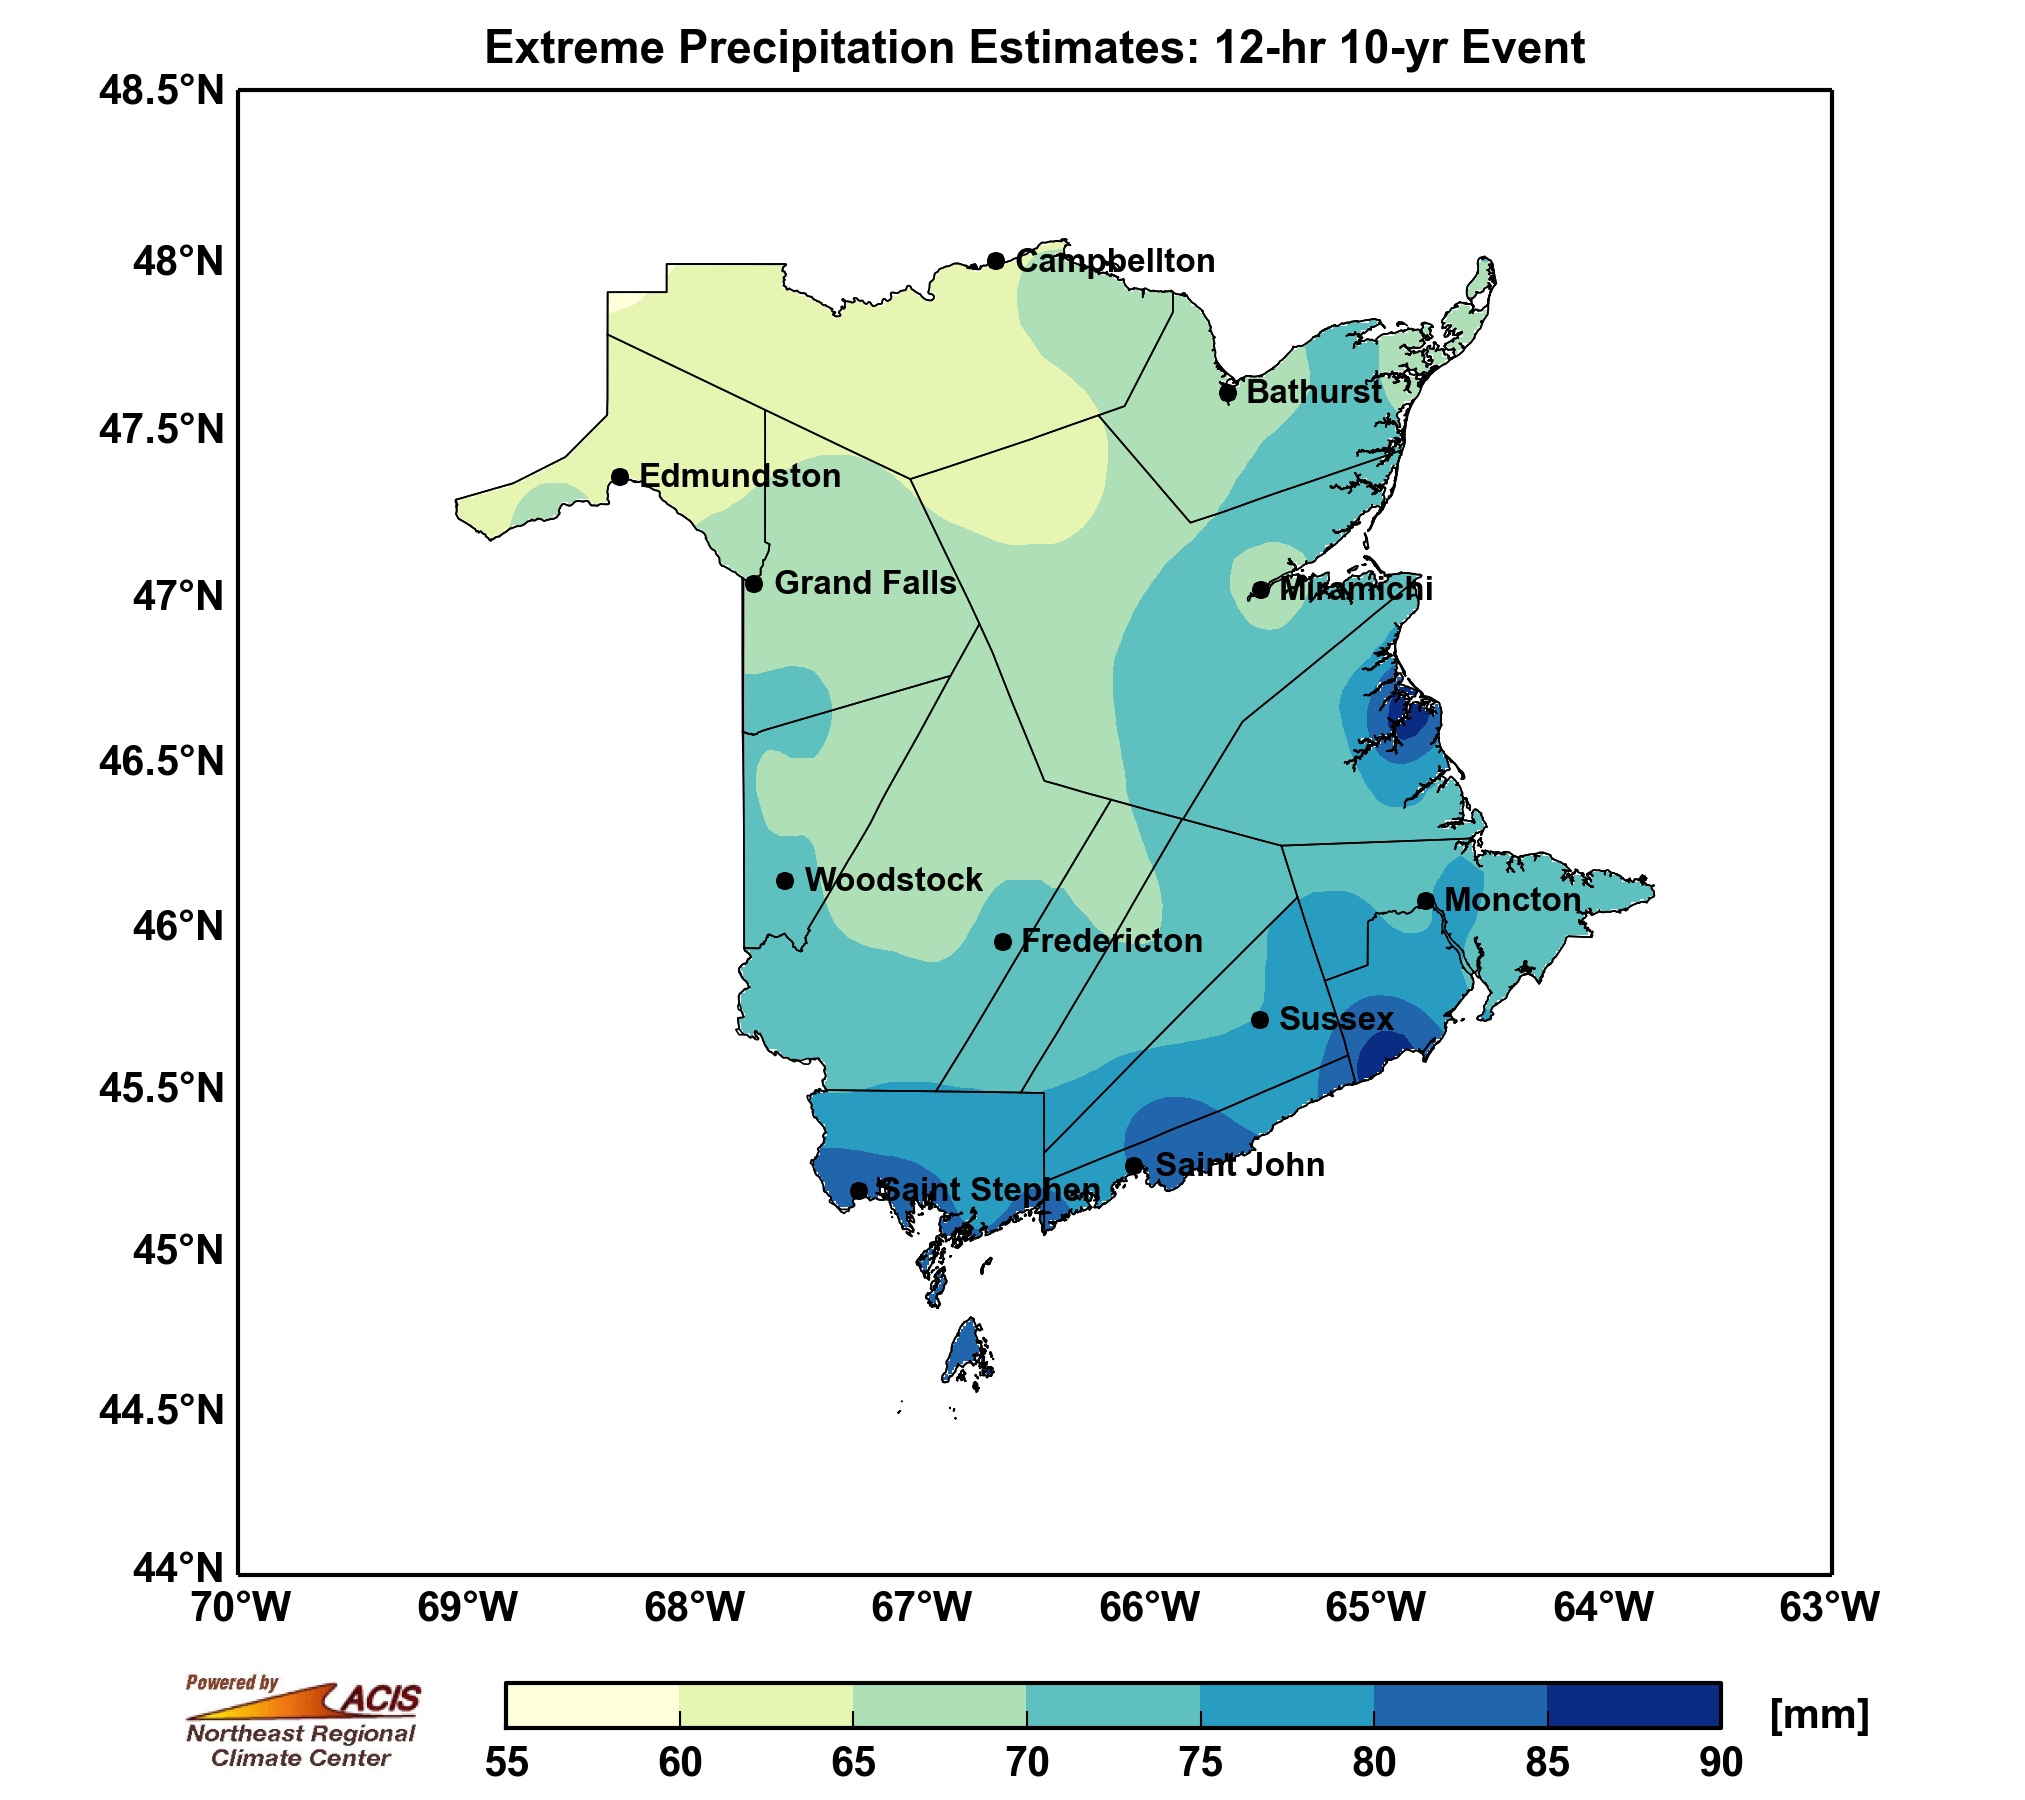 Extreme Precipitation Estimates: 12-hr 10-yr Event
48.5°N
48°N
47.5°N
47°N
46.5°N
46°N
45.5°N
45°N
44.5°N
44°N
Campbellton
Bathurst
Edmundston
Grand Falls
Miramichi
Woodstock
Moncton
Fredericton
Sussex
Saint John
Saint Stephen
70°W 69°W 68°W 67°W 66°W 65°W 64°W 63°W
Powered by
ACIS
Northeast Regional
Climate Center
[mm]
55 60 65 70 75 80 85 90